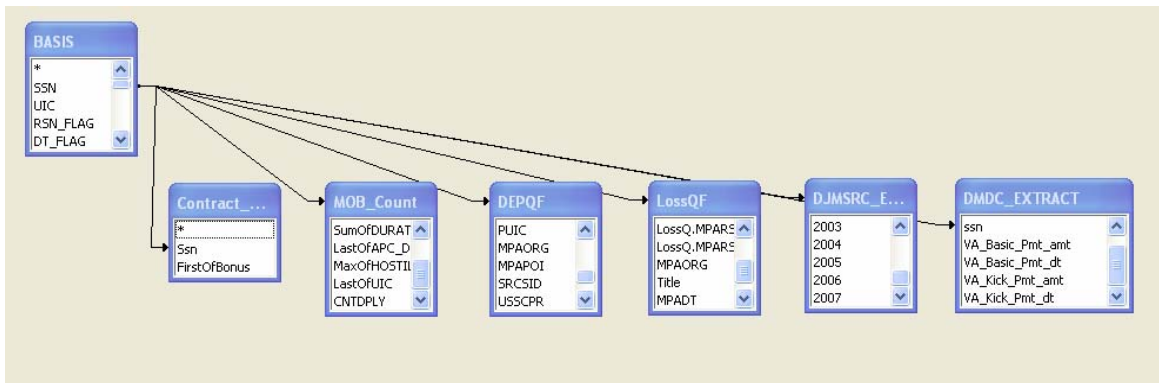 BASIS
*
SSN
UIC
RSN_FLAG
DT_FLAG
Contract_...
*
Ssn
FirstOfBonus
MOB_Count
SumOfDURAT
LastOfAPC_D
MaxOfHOSTIL
LastOfUIC
CNTDPLY
DEPQF
PUIC
MPAORG
MPAPOI
SRCSID
USSCPR
LossQF
LossQ.MPARS
LossQ.MPARS
MPAORG
Title
MPADT
DJMSRC_E...
2003
2004
2005
2006
2007
DMDC_EXTRACT
ssn
VA_Basic_Pmt_amt
VA_Basic_Pmt_dt
VA_Kick_Pmt_amt
VA_Kick_Pmt_dt